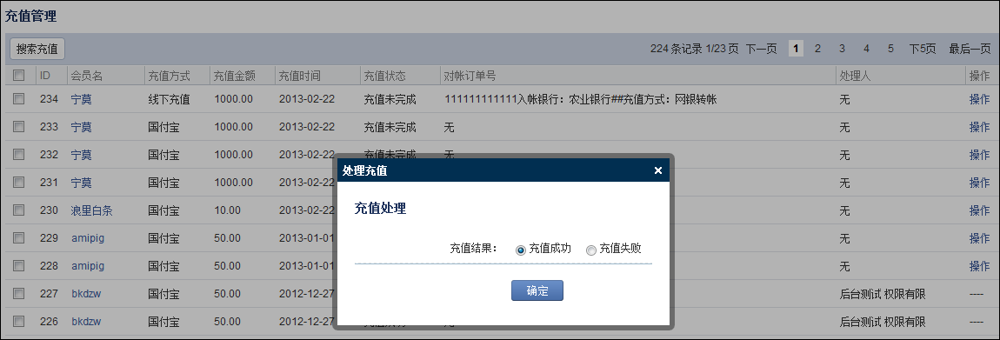 充值管理
搜索充值 224 条记录 1/23 页 下一页 1 2 3 4 5 下5页 最后一页
ID 会员名 充值方式 充值金额 充值时间 充值状态 对帐订单号 处理人 操作
234 宁莫 线下充值 1000.00 2013-02-22 充值未完成 111111111111入帐银行：农业银行##充值方式：网银转帐 无 操作
233 宁莫 国付宝 1000.00 2013-02-22 充值未完成 无 无 操作
232 宁莫 国付宝 1000.00 2013-02-22 充值未完成 无 无 操作
231 宁莫 国付宝 1000.00 2013-02-22 无 操作
230 浪里白条 国付宝 10.00 2013-02-22 无 操作
229 amipig 国付宝 50.00 2013-01-01 无 操作
228 amipig 国付宝 50.00 2013-01-01 无 操作
227 bkdzw 国付宝 50.00 2012-12-27 后台测试 权限有限 ----
226 bkdzw 国付宝 50.00 2012-12-27 后台测试 权限有限 ----
处理充值 ×
充值处理
充值结果： 充值成功 充值失败
确定